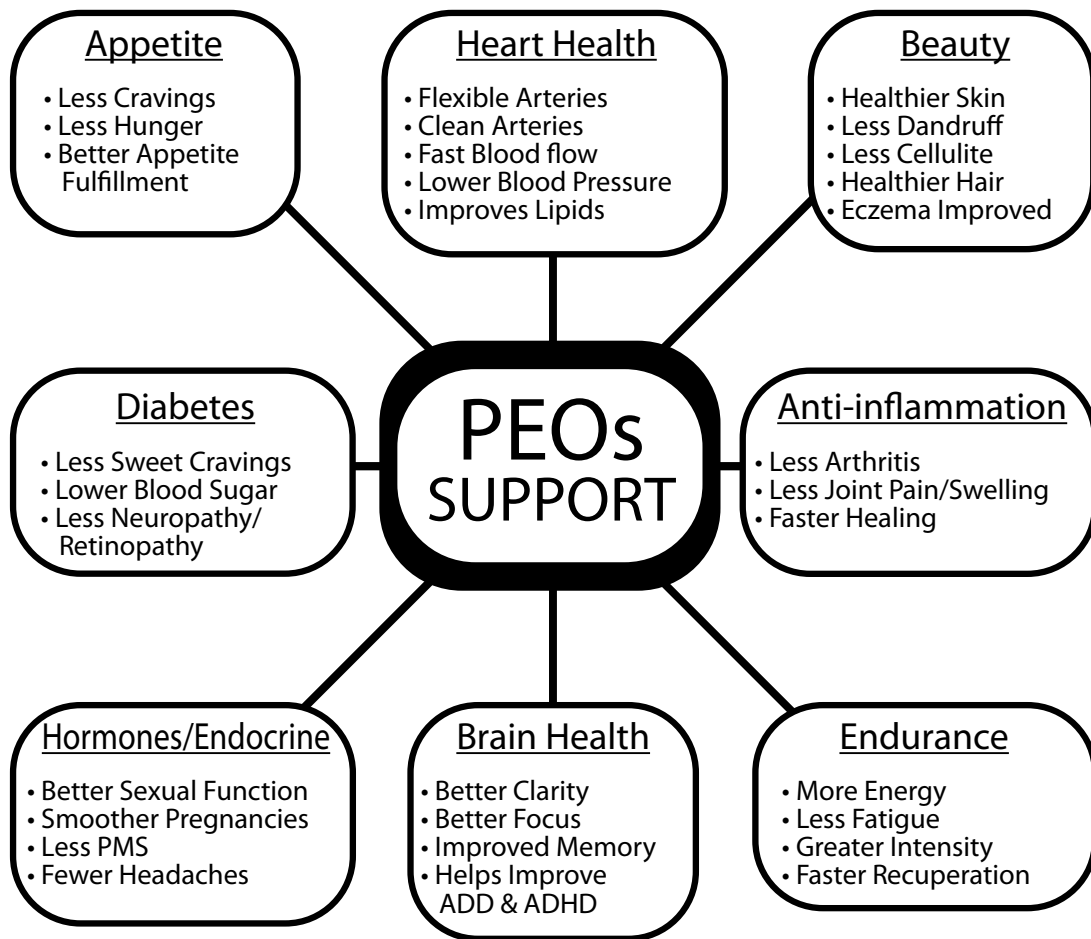 Appetite
• Less Cravings
• Less Hunger
• Better Appetite
Fulfillment
Heart Health
• Flexible Arteries
• Clean Arteries
• Fast Blood flow
• Lower Blood Pressure
• Improves Lipids
Beauty
• Healthier Skin
• Less Dandruff
• Less Cellulite
• Healthier Hair
• Eczema Improved
Diabetes
• Less Sweet Cravings
• Lower Blood Sugar
• Less Neuropathy/
Retinopathy
PEOs
SUPPORT
Anti-inflammation
• Less Arthritis
• Less Joint Pain/Swelling
• Faster Healing
Hormones/Endocrine
• Better Sexual Function
• Smoother Pregnancies
• Less PMS
• Fewer Headaches
Brain Health
• Better Clarity
• Better Focus
• Improved Memory
• Helps Improve
ADD & ADHD
Endurance
• More Energy
• Less Fatigue
• Greater Intensity
• Faster Recuperation